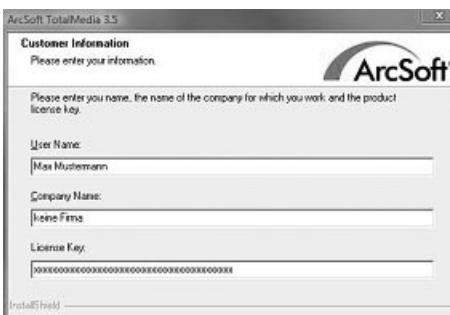 ArcSoft TotalMedia 3.5
Customer Information
Please enter your information.
ArcSoft
Please enter you name, the name of the company for which you work and the product
license key.
User Name:
Max Mustermann
Company Name:
keine Firma
License Key:
InstallShield